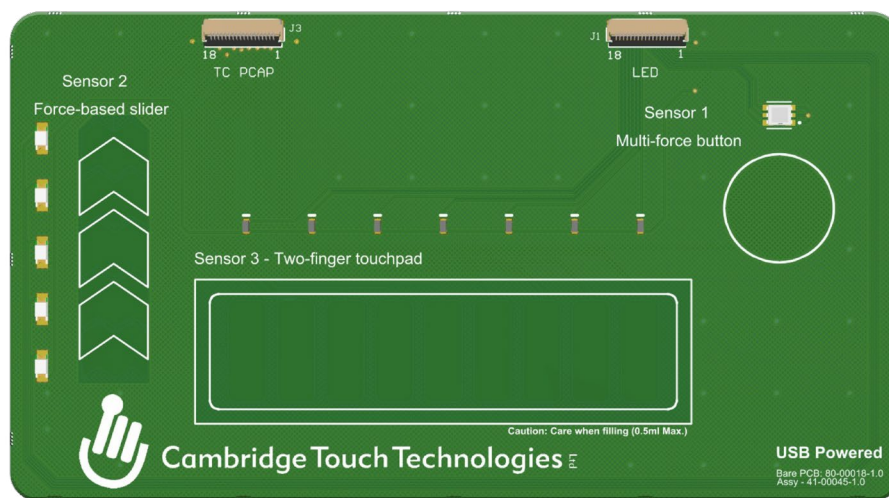 J3
18 1
TC PCAP
J1
18 1
LED
Sensor 2
Force-based slider
Sensor 1
Multi-force button
Sensor 3 - Two-finger touchpad
Caution: Care when filling (0.5ml Max.)
Cambridge Touch Technologies Ltd
USB Powered
Bare PCB: 80-00018-1.0
Assy - 41-00045-1.0